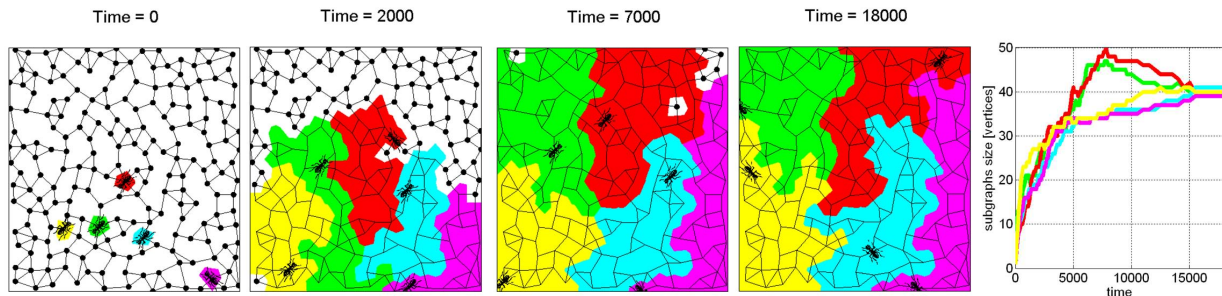 Time = 0
Time = 2000
Time = 7000
Time = 18000
subgraphs size [vertices]
50
40
30
20
10
0
0
5000
10000
15000
time